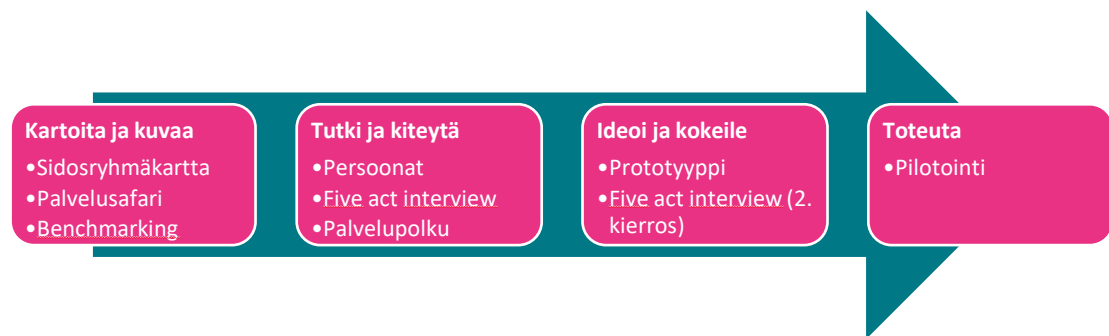 Kartoita ja kuvaa
•Sidosryhmäkartta
•Palvelusafari
•Benchmarking
Tutki ja kiteytä
•Persoonat
•Five act interview
•Palvelupolku
Ideoi ja kokeile
•Prototyyppi
•Five act interview (2.
kierros)
Toteuta
•Pilotointi